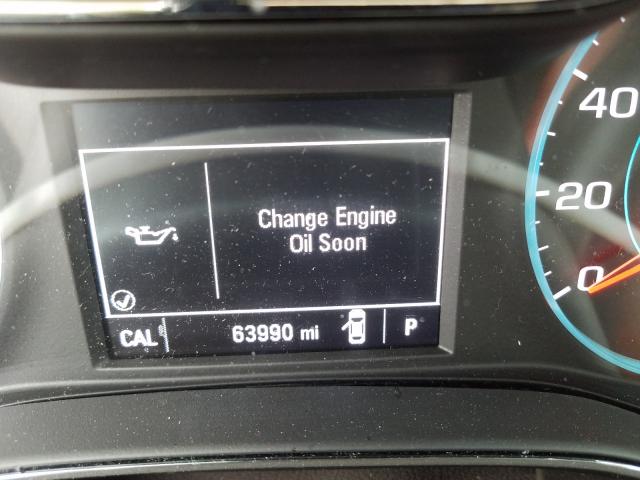 Change Engine
Oil Soon
CAL 63990 mi P
40
20
0